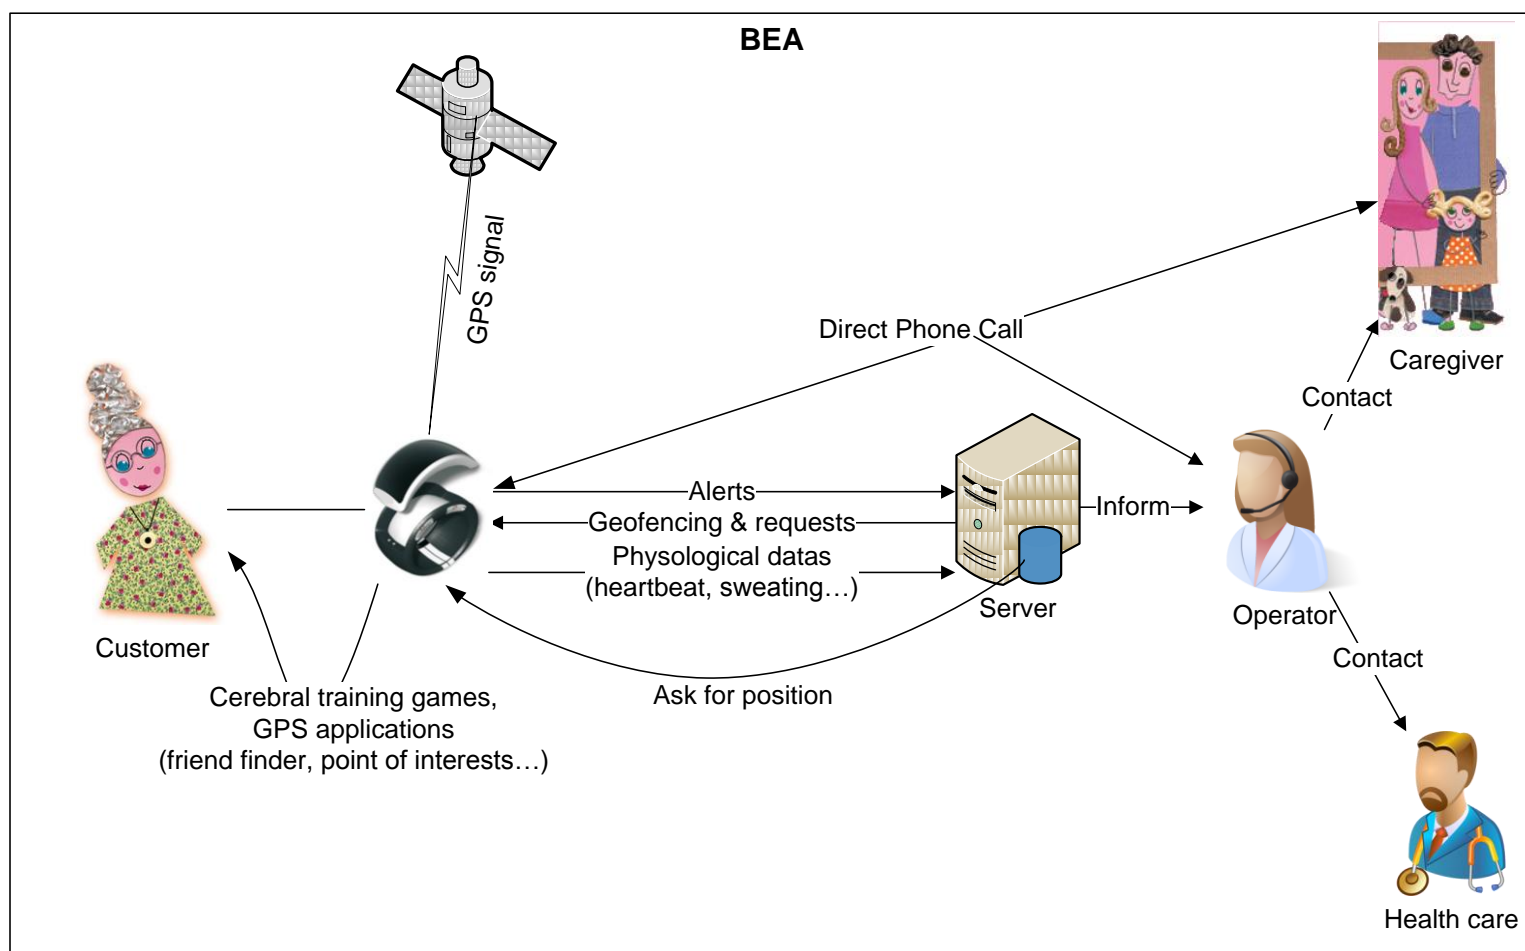 BEA
GPS signal
Direct Phone Call
Caregiver
Contact
Alerts
Geofencing & requests
Inform
Physological datas
(heartbeat, sweating…)
Server
Operator
Customer
Contact
Ask for position
Cerebral training games,
GPS applications
(friend finder, point of interests…)
Health care